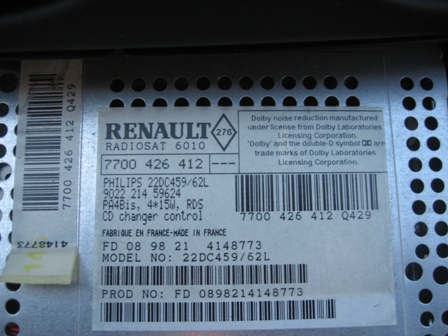 7700 426 412 Q429
4148773
RENAULT 276
RADIOSAT 6010
7700 426 412 ---
Dolby noise reduction manufactured
under license from Dolby Laboratories
Licensing Corporation.
'Dolby' and the double-D symbol are
trade marks of Dolby Laboratories
Licensing Corporation.
PHILIPS 22DC459/62L
9022 214 59624
PA4Bis, 4*15W, RDS
CD changer control
7700 426 412 Q429
FABRIQUE EN FRANCE-MADE IN FRANCE
FD 08 98 21 4148773
MODEL NO: 22DC459/62L
PROD NO: FD 0898214148773